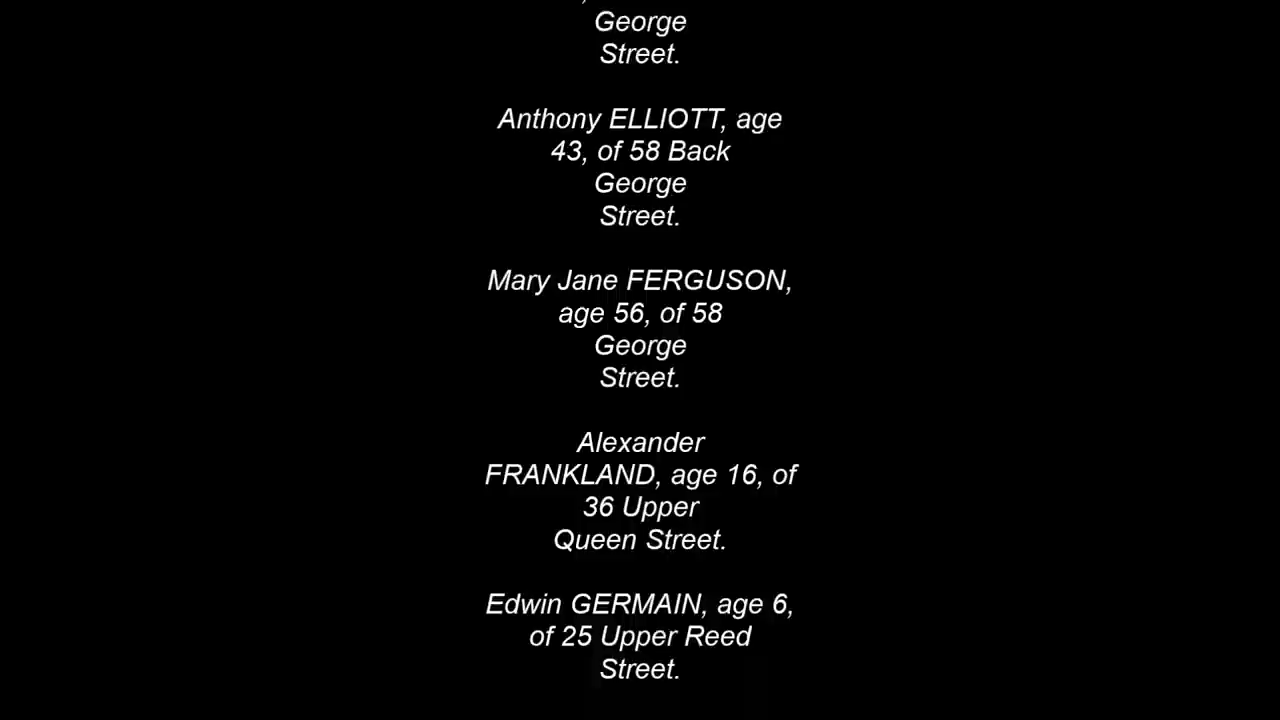 George
Street.
Anthony ELLIOTT, age
43, of 58 Back
George
Street.
Mary Jane FERGUSON,
age 56, of 58
George
Street.
Alexander
FRANKLAND, age 16, of
36 Upper
Queen Street.
Edwin GERMAIN, age 6,
of 25 Upper Reed
Street.